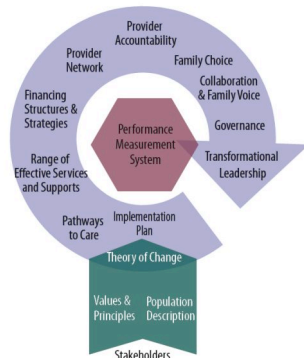 Provider
Accountability
Provider
Network
Family Choice
Collaboration
& Family Voice
Financing
Structures &
Strategies
Performance
Measurement
System
Governance
Transformational
Leadership
Range of
Effective Services
and Supports
Pathways
to Care
Implementation
Plan
Theory of Change
Values &
Principles
Population
Description
Stakeholders